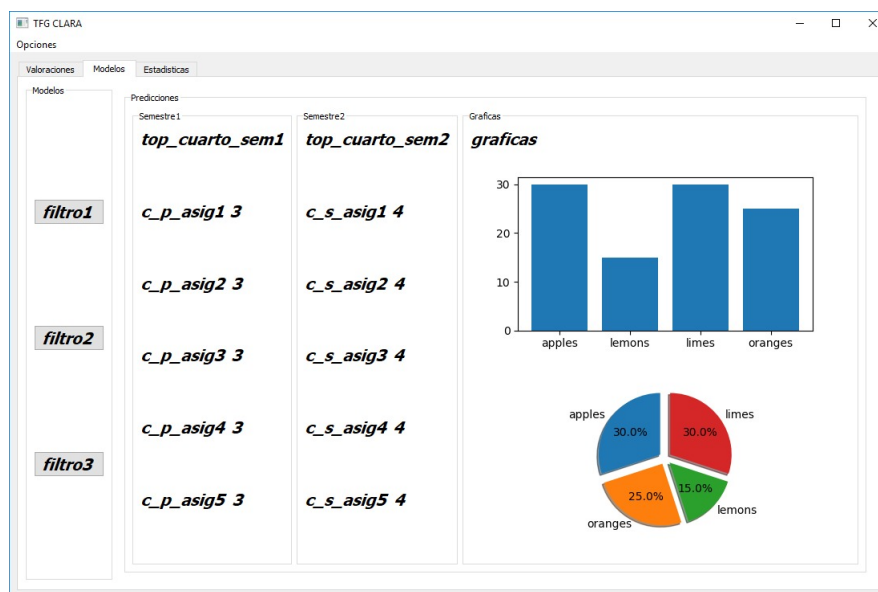 TFG CLARA
Opciones
Valoraciones Modelos Estadisticas
Modelos
filtro1
filtro2
filtro3
Predicciones
Semestre1
top_cuarto_sem1
c_p_asig1 3
c_p_asig2 3
c_p_asig3 3
c_p_asig4 3
c_p_asig5 3
Semestre2
top_cuarto_sem2
c_s_asig1 4
c_s_asig2 4
c_s_asig3 4
c_s_asig4 4
c_s_asig5 4
Graficas
graficas
30
20
10
0
apples lemons limes oranges
apples limes
30.0% 30.0%
25.0% 15.0%
oranges lemons